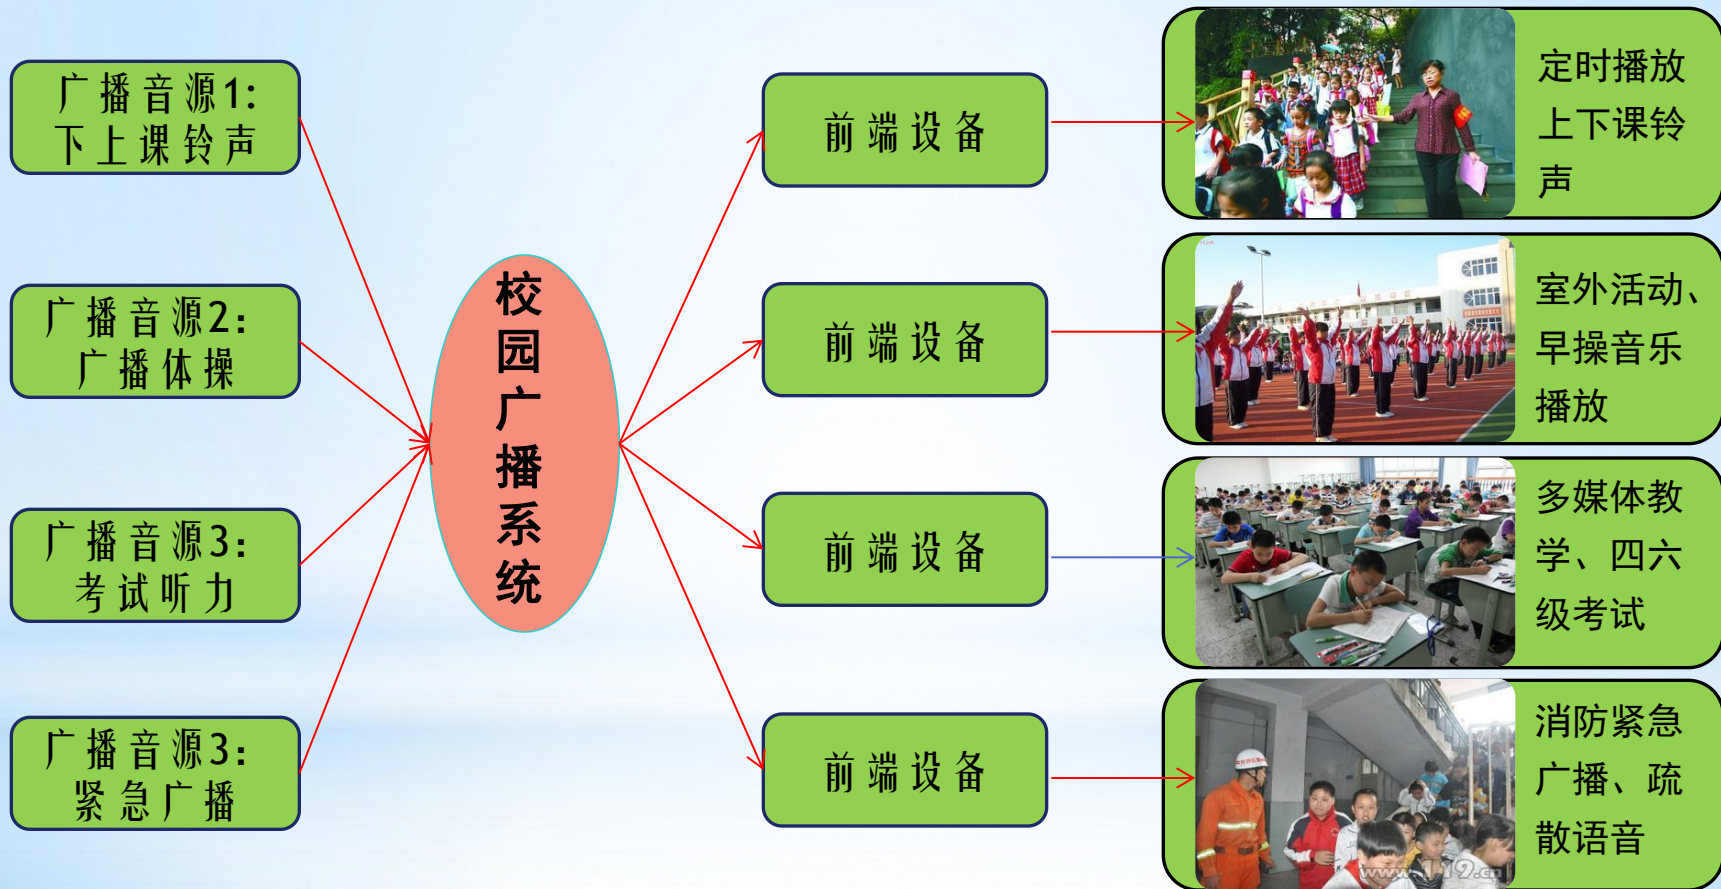 广播音源1:
下上课铃声
广播音源2:
广播体操
广播音源3:
考试听力
广播音源3:
紧急广播
校
园
广
播
系
统
前端设备
前端设备
前端设备
前端设备
定时播放
上下课铃
声
室外活动、
早操音乐
播放
多媒体教
学、四六
级考试
消防紧急
广播、疏
散语音
www.119.cn